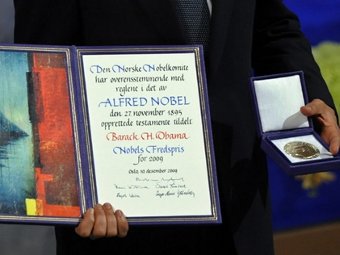 Den Norske Nobelkomite
har overensstemmende med
reglene i det av
ALFRED NOBEL
den 27 november 1895
opprettede testamente tildelt
Barack H. Obama
Nobels Fredspris
for 2009
Oslo, 10 desember 2009